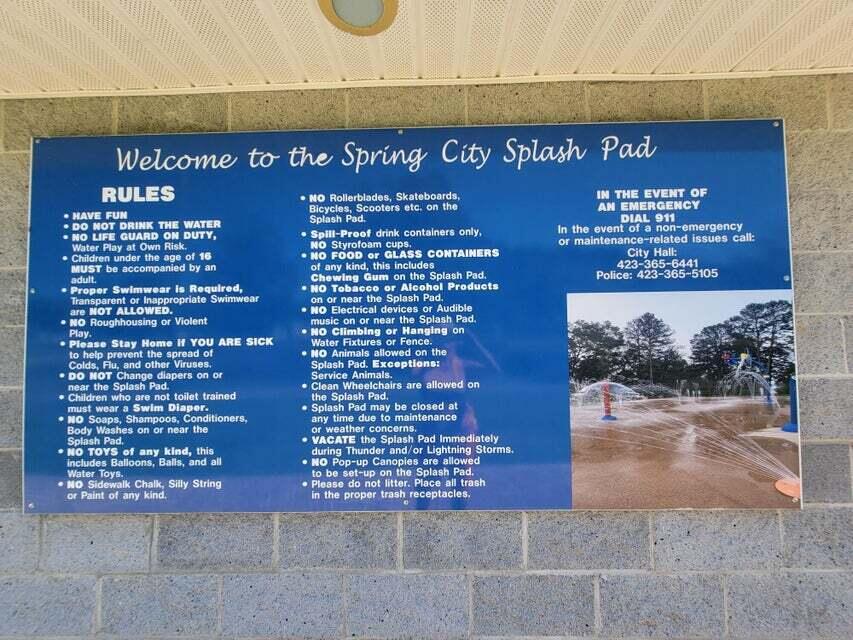 Welcome to the Spring City Splash Pad
RULES
• HAVE FUN
• DO NOT DRINK THE WATER
• NO LIFE GUARD ON DUTY,
Water Play at Own Risk.
• Children under the age of 16
MUST be accompanied by an
adult.
• Proper Swimwear is Required,
Transparent or Inappropriate Swimwear
are NOT ALLOWED.
• NO Roughhousing or Violent
Play.
• Please Stay Home if YOU ARE SICK
to help prevent the spread of
Colds, Flu, and other Viruses.
• DO NOT Change diapers on or
near the Splash Pad.
• Children who are not toilet trained
must wear a Swim Diaper.
• NO Soaps, Shampoos, Conditioners,
Body Washes on or near the
Splash Pad.
• NO TOYS of any kind, this
includes Balloons, Balls, and all
Water Toys.
• NO Sidewalk Chalk, Silly String
or Paint of any kind.
• NO Rollerblades, Skateboards,
Bicycles, Scooters etc. on the
Splash Pad.
• Spill-Proof drink containers only,
NO Styrofoam cups.
• NO FOOD or GLASS CONTAINERS
of any kind, this includes
Chewing Gum on the Splash Pad.
• NO Tobacco or Alcohol Products
on or near the Splash Pad.
• NO Electrical devices or Audible
music on or near the Splash Pad.
• NO Climbing or Hanging on
Water Fixtures or Fence.
• NO Animals allowed on the
Splash Pad. Exceptions:
Service Animals.
• Clean Wheelchairs are allowed on
the Splash Pad.
• Splash Pad may be closed at
any time due to maintenance
or weather concerns.
• VACATE the Splash Pad Immediately
during Thunder and/or Lightning Storms.
• NO Pop-up Canopies are allowed
to be set-up on the Splash Pad.
• Please do not litter. Place all trash
in the proper trash receptacles.
IN THE EVENT OF
AN EMERGENCY
DIAL 911
In the event of a non-emergency
or maintenance-related issues call:
City Hall:
423-365-6441
Police: 423-365-5105